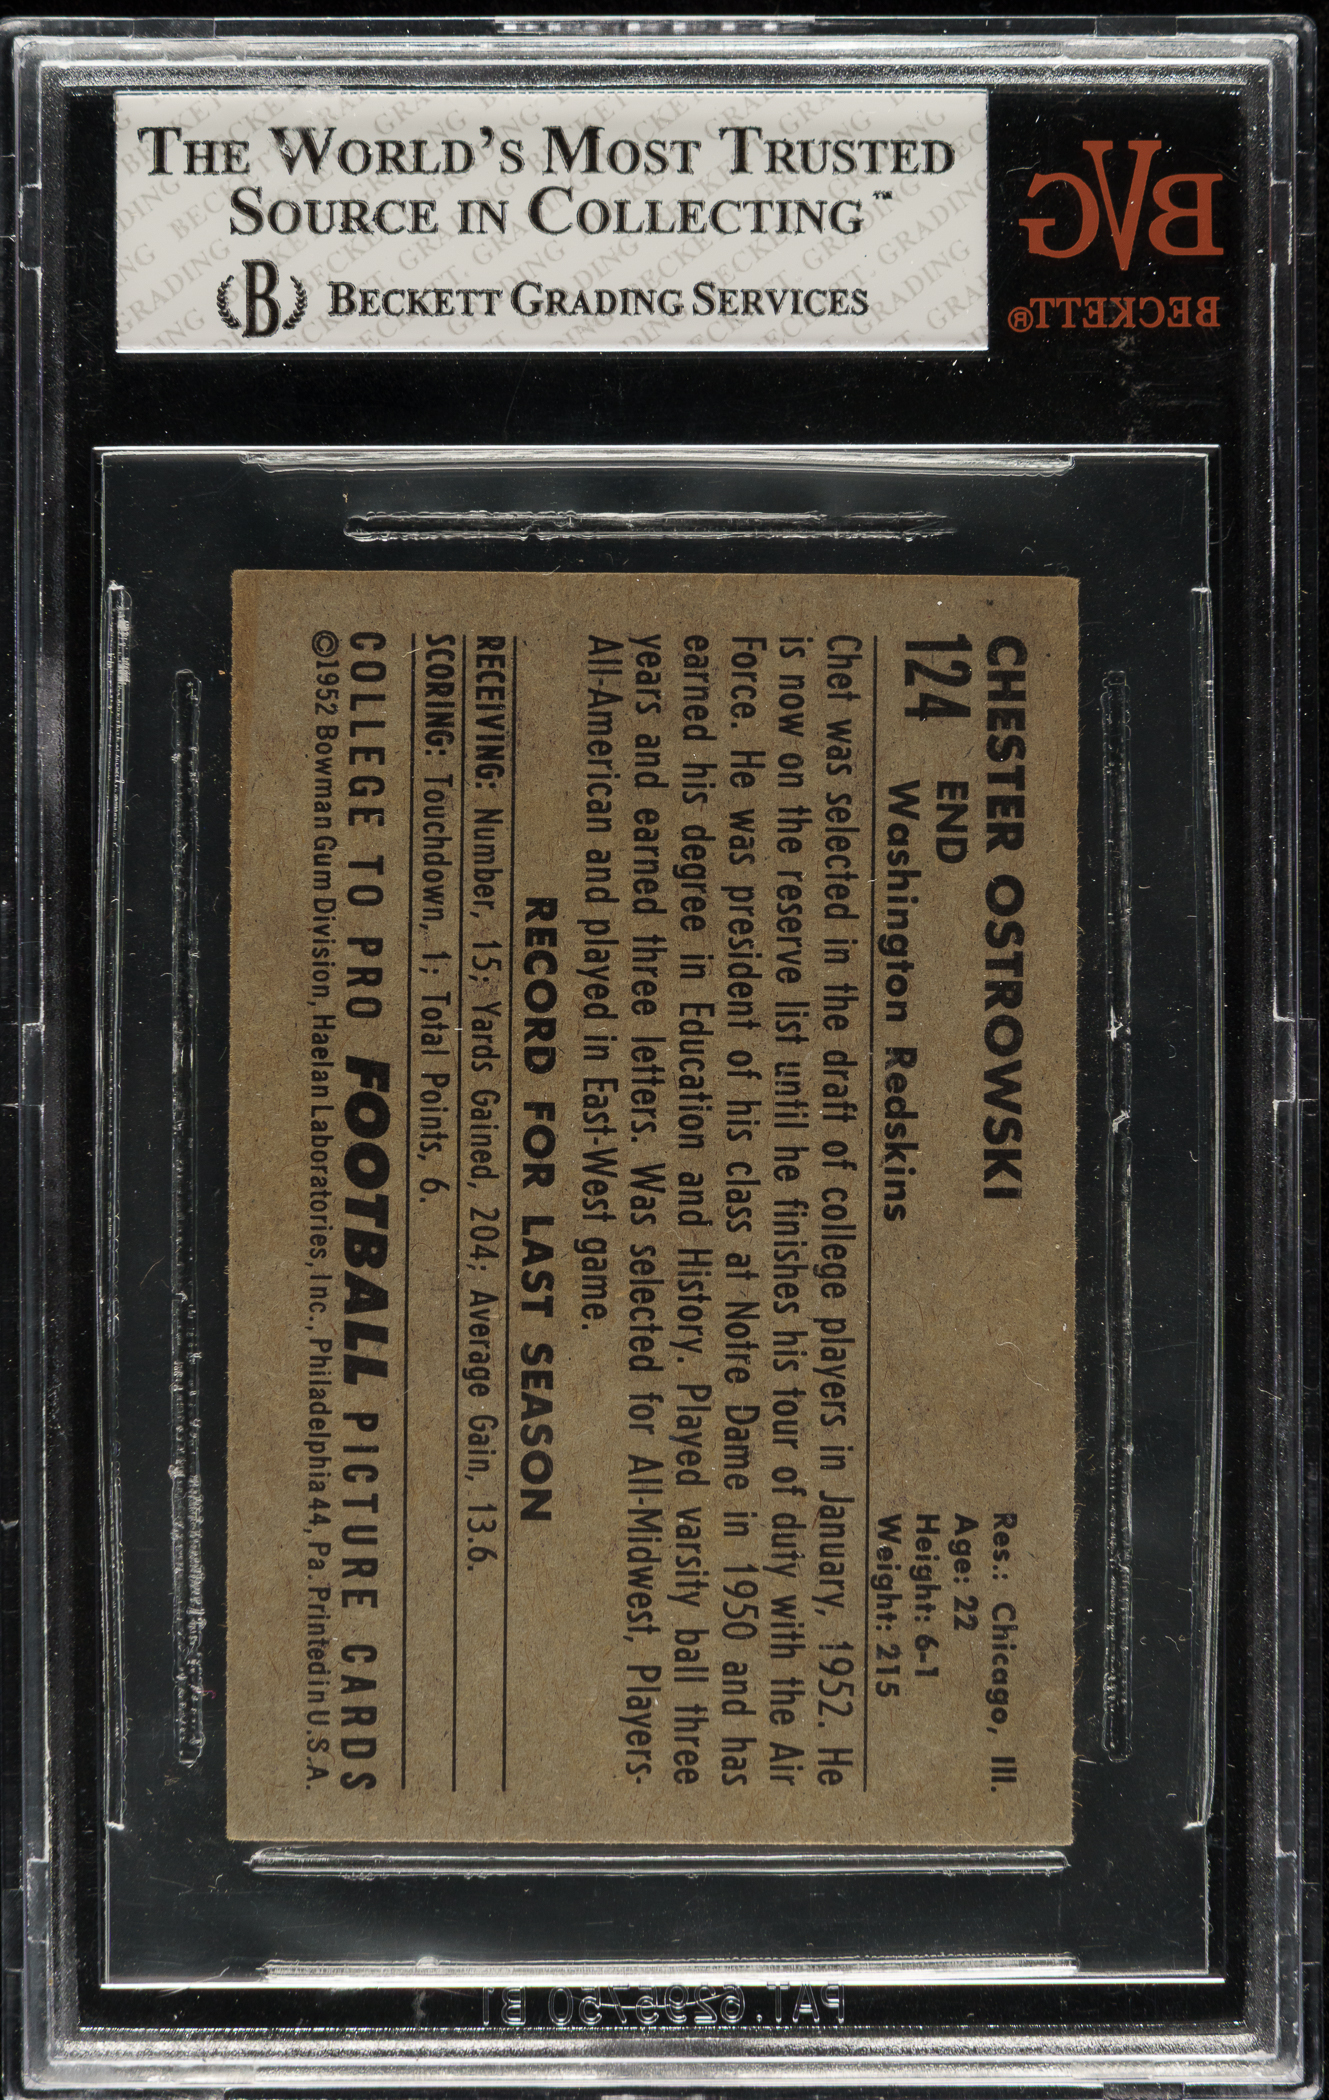 THE WORLD'S MOST TRUSTED
SOURCE IN COLLECTING™
B BECKETT GRADING SERVICES
BVG
BECKETT®
CHESTER OSTROWSKI
124 END
Washington Redskins
Res.: Chicago, Ill.
Age: 22
Height: 6-1
Weight: 215
Chet was selected in the draft of college players in January, 1952. He
is now on the reserve list until he finishes his tour of duty with the Air
Force. He was president of his class at Notre Dame in 1950 and has
earned his degree in Education and History. Played varsity ball three
years and earned three letters. Was selected for All-Midwest, Players-
All-American and played in East-West game.
RECORD FOR LAST SEASON
RECEIVING: Number, 15; Yards Gained, 204; Average Gain, 13.6.
SCORING: Touchdown, 1; Total Points, 6.
COLLEGE TO PRO FOOTBALL PICTURE CARDS
©1952 Bowman Gum Division, Haelan Laboratories, Inc., Philadelphia 44, Pa. Printed in U.S.A.
PAT. 6295750 B1